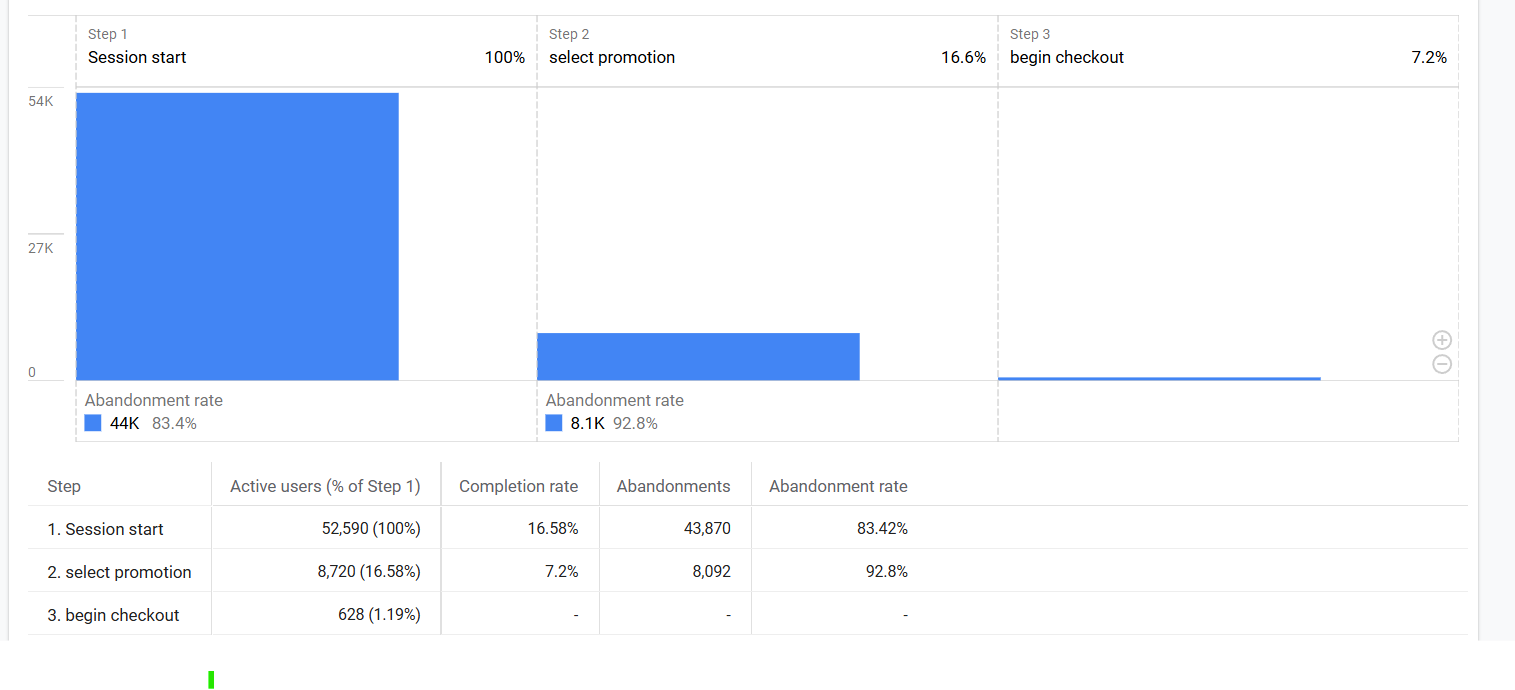 Step 1
Session start 100%
Step 2
select promotion 16.6%
Step 3
begin checkout 7.2%
54K
27K
0
Abandonment rate
44K 83.4%
Abandonment rate
8.1K 92.8%
Step Active users (% of Step 1) Completion rate Abandonments Abandonment rate
1. Session start 52,590 (100%) 16.58% 43,870 83.42%
2. select promotion 8,720 (16.58%) 7.2% 8,092 92.8%
3. begin checkout 628 (1.19%) - - -